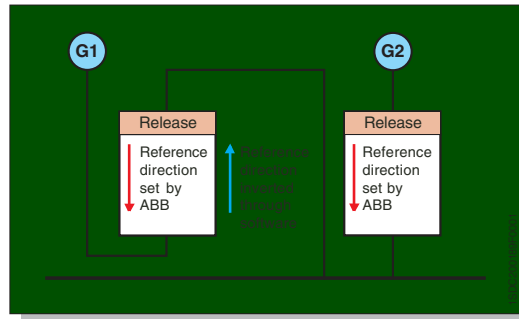 G1
G2
Release
Reference
direction
set by
ABB
Reference
direction
inverted
through
software
Release
Reference
direction
set by
ABB